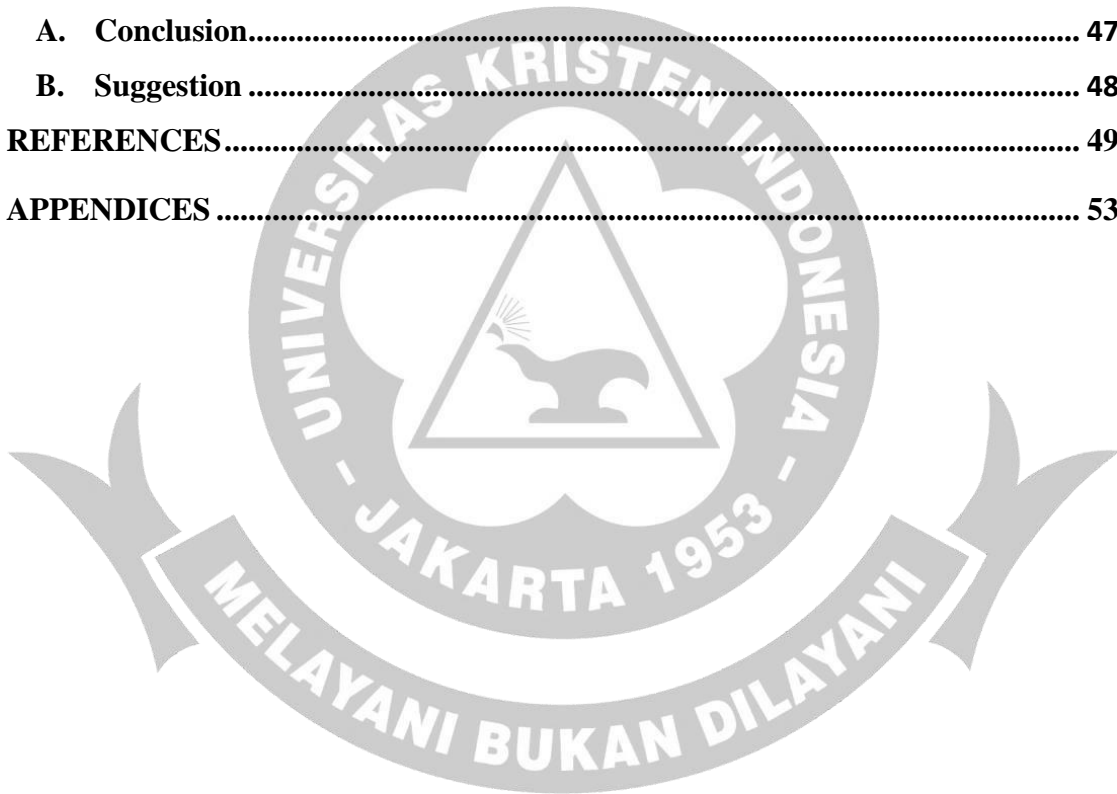 A. Conclusion.......................................................................................................... 47
B. Suggestion .......................................................................................................... 48
REFERENCES.......................................................................................................... 49
APPENDICES .......................................................................................................... 53
UNIVERSITAS KRISTEN INDONESIA
- JAKARTA 1953 -
MELAYANI BUKAN DILAYANI